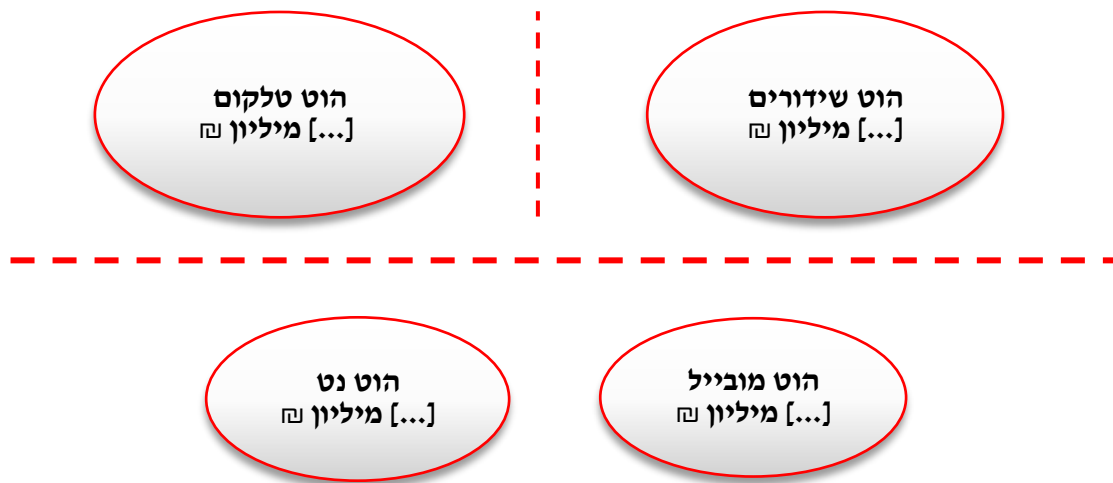 הוט שידורים
[...] מיליון ₪
הוט טלקום
[...] מיליון ₪
הוט מובייל
[...] מיליון ₪
הוט נט
[...] מיליון ₪